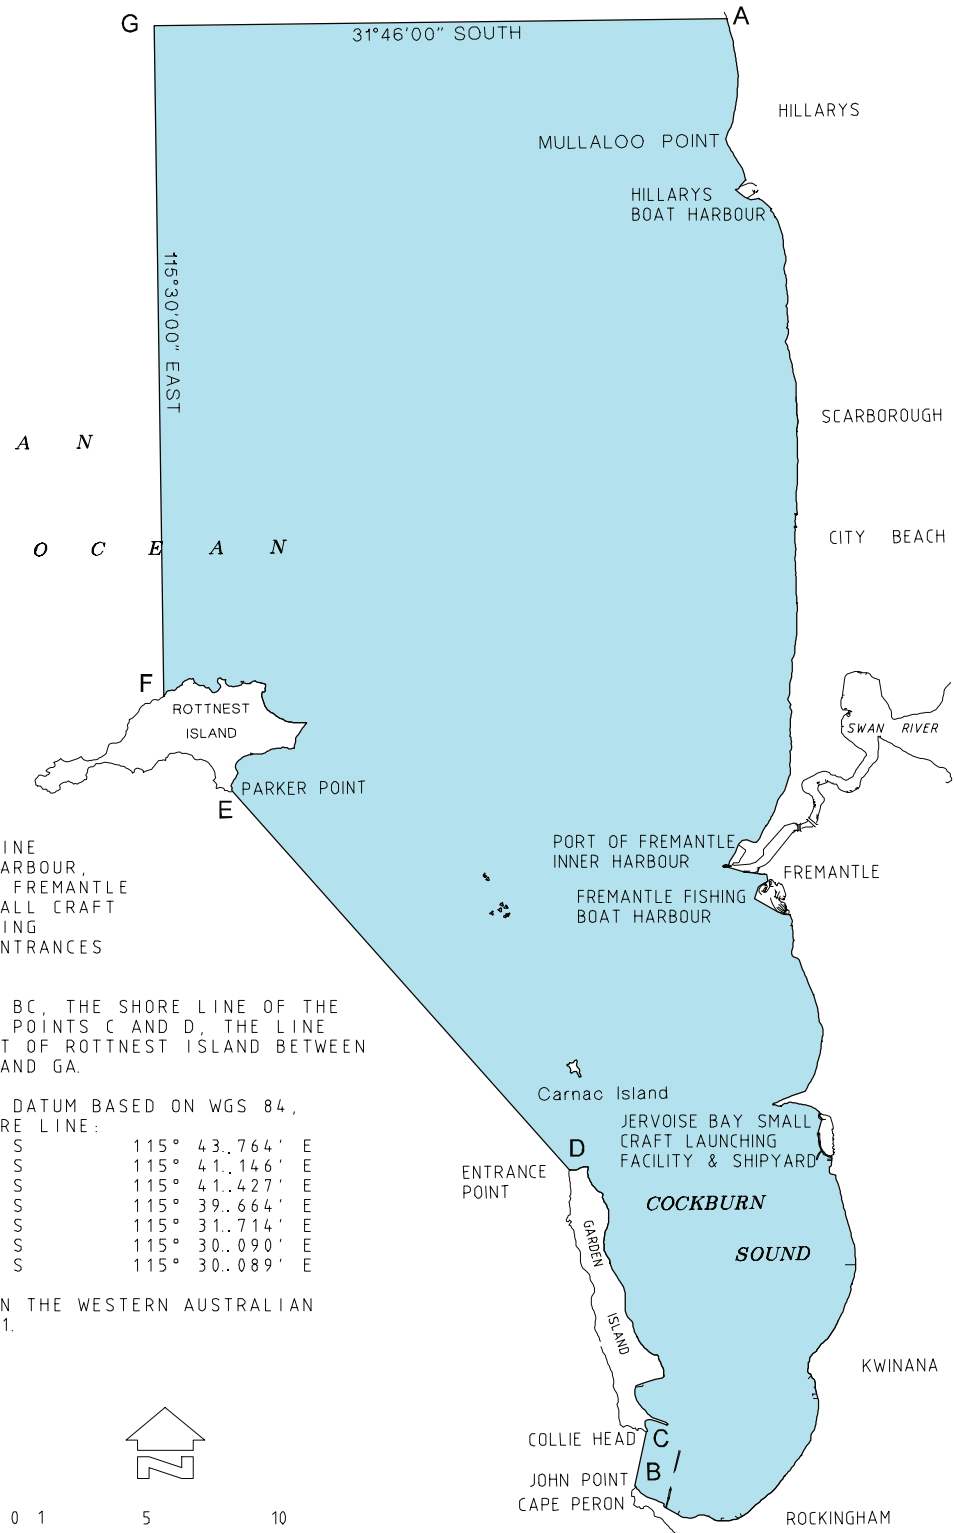 G
A
31°46'00" SOUTH
HILLARYS
MULLALOO POINT
HILLARYS
BOAT HARBOUR
115°30'00" EAST
SCARBOROUGH
A N
CITY BEACH
O C E A N
F
ROTTNEST
ISLAND
SWAN RIVER
PARKER POINT
E
PORT OF FREMANTLE
INNER HARBOUR
FREMANTLE
FREMANTLE FISHING
BOAT HARBOUR
INE
ARBOUR,
FREMANTLE
ALL CRAFT
ING
NTRANCES
BC, THE SHORE LINE OF THE
POINTS C AND D, THE LINE
T OF ROTTNEST ISLAND BETWEEN
AND GA.
Carnac Island
DATUM BASED ON WGS 84,
RE LINE:
S 115° 43.764' E
S 115° 41.146' E
S 115° 41.427' E
S 115° 39.664' E
S 115° 31.714' E
S 115° 30.090' E
S 115° 30.089' E
JERVOISE BAY SMALL
CRAFT LAUNCHING
FACILITY & SHIPYARD
D
ENTRANCE
POINT
COCKBURN
SOUND
GARDEN
ISLAND
N THE WESTERN AUSTRALIAN
1.
KWINANA
COLLIE HEAD
C
B
JOHN POINT
CAPE PERON
N
0 1 5 10
ROCKINGHAM